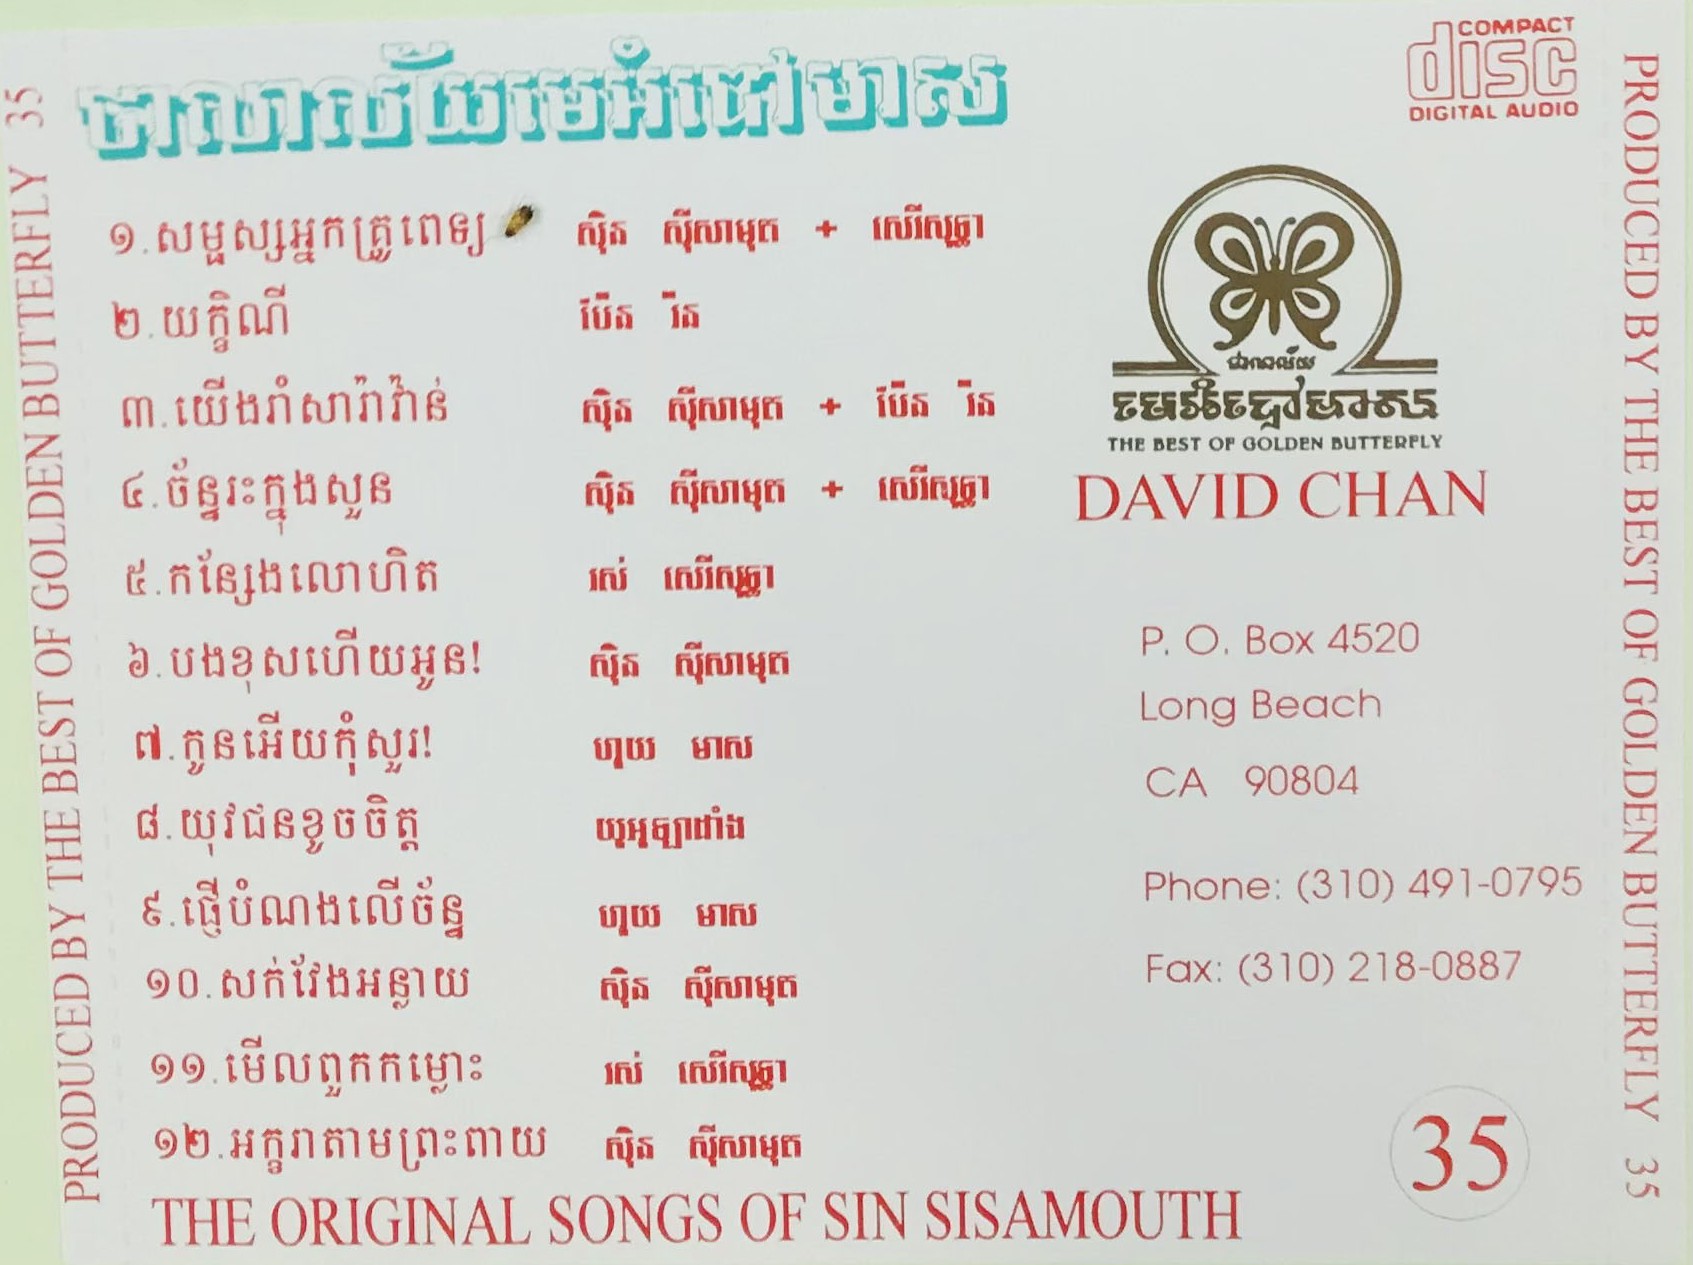 ផលាល័យមេអំបៅមាស
COMPACT
disc
DIGITAL AUDIO
១.សម្ផស្សអ្នកគ្រូពេទ្យ ស៊ិន ស៊ីសាមុត + សេរីសុទ្ធា
២.យក្ខិណី ប៉ែន រ៉ន
៣.យើងរាំសារ៉ាវ៉ាន់ ស៊ិន ស៊ីសាមុត + ប៉ែន រ៉ន
៤.ច័ន្ទរះក្នុងសួន ស៊ិន ស៊ីសាមុត + សេរីសុទ្ធា
៥.កន្សែងលោហិត រស់ សេរីសុទ្ធា
៦.បងខុសហើយអូន! ស៊ិន ស៊ីសាមុត
៧.កូនអើយកុំសួរ! ហួយ មាស
៨.យុវជនខូចចិត្ត យូអូឡាដាំង
៩.ផ្ញើបំណងលើច័ន្ទ ហួយ មាស
១០.សក់វែងអន្លាយ ស៊ិន ស៊ីសាមុត
១១.មើលពួកកម្លោះ រស់ សេរីសុទ្ធា
១២.អក្ខរាតាមព្រះពាយ ស៊ិន ស៊ីសាមុត
THE ORIGINAL SONGS OF SIN SISAMOUTH
មេអំបៅមាស
THE BEST OF GOLDEN BUTTERFLY
DAVID CHAN
P. O. Box 4520
Long Beach
CA 90804
Phone: (310) 491-0795
Fax: (310) 218-0887
35
PRODUCED BY THE BEST OF GOLDEN BUTTERFLY 35
PRODUCED BY THE BEST OF GOLDEN BUTTERFLY 35